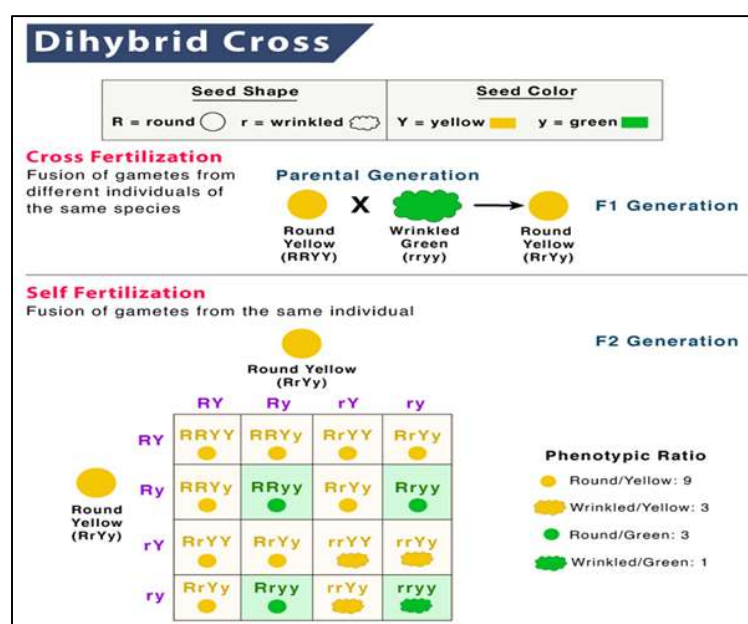 Dihybrid Cross
Seed Shape
R = round r = wrinkled
Seed Color
Y = yellow y = green
Cross Fertilization
Fusion of gametes from
different individuals of
the same species
Parental Generation
X
Round
Yellow
(RRYY)
Wrinkled
Green
(rryy)
Round
Yellow
(RrYy)
F1 Generation
Self Fertilization
Fusion of gametes from the same individual
F2 Generation
Round Yellow
(RrYy)
RY Ry rY ry
RY RRYY RRYy RrYY RrYy
Ry RRYy RRyy RrYy Rryy
rY RrYY RrYy rrYY rrYy
ry RrYy Rryy rrYy rryy
Round
Yellow
(RrYy)
Phenotypic Ratio
Round/Yellow: 9
Wrinkled/Yellow: 3
Round/Green: 3
Wrinkled/Green: 1